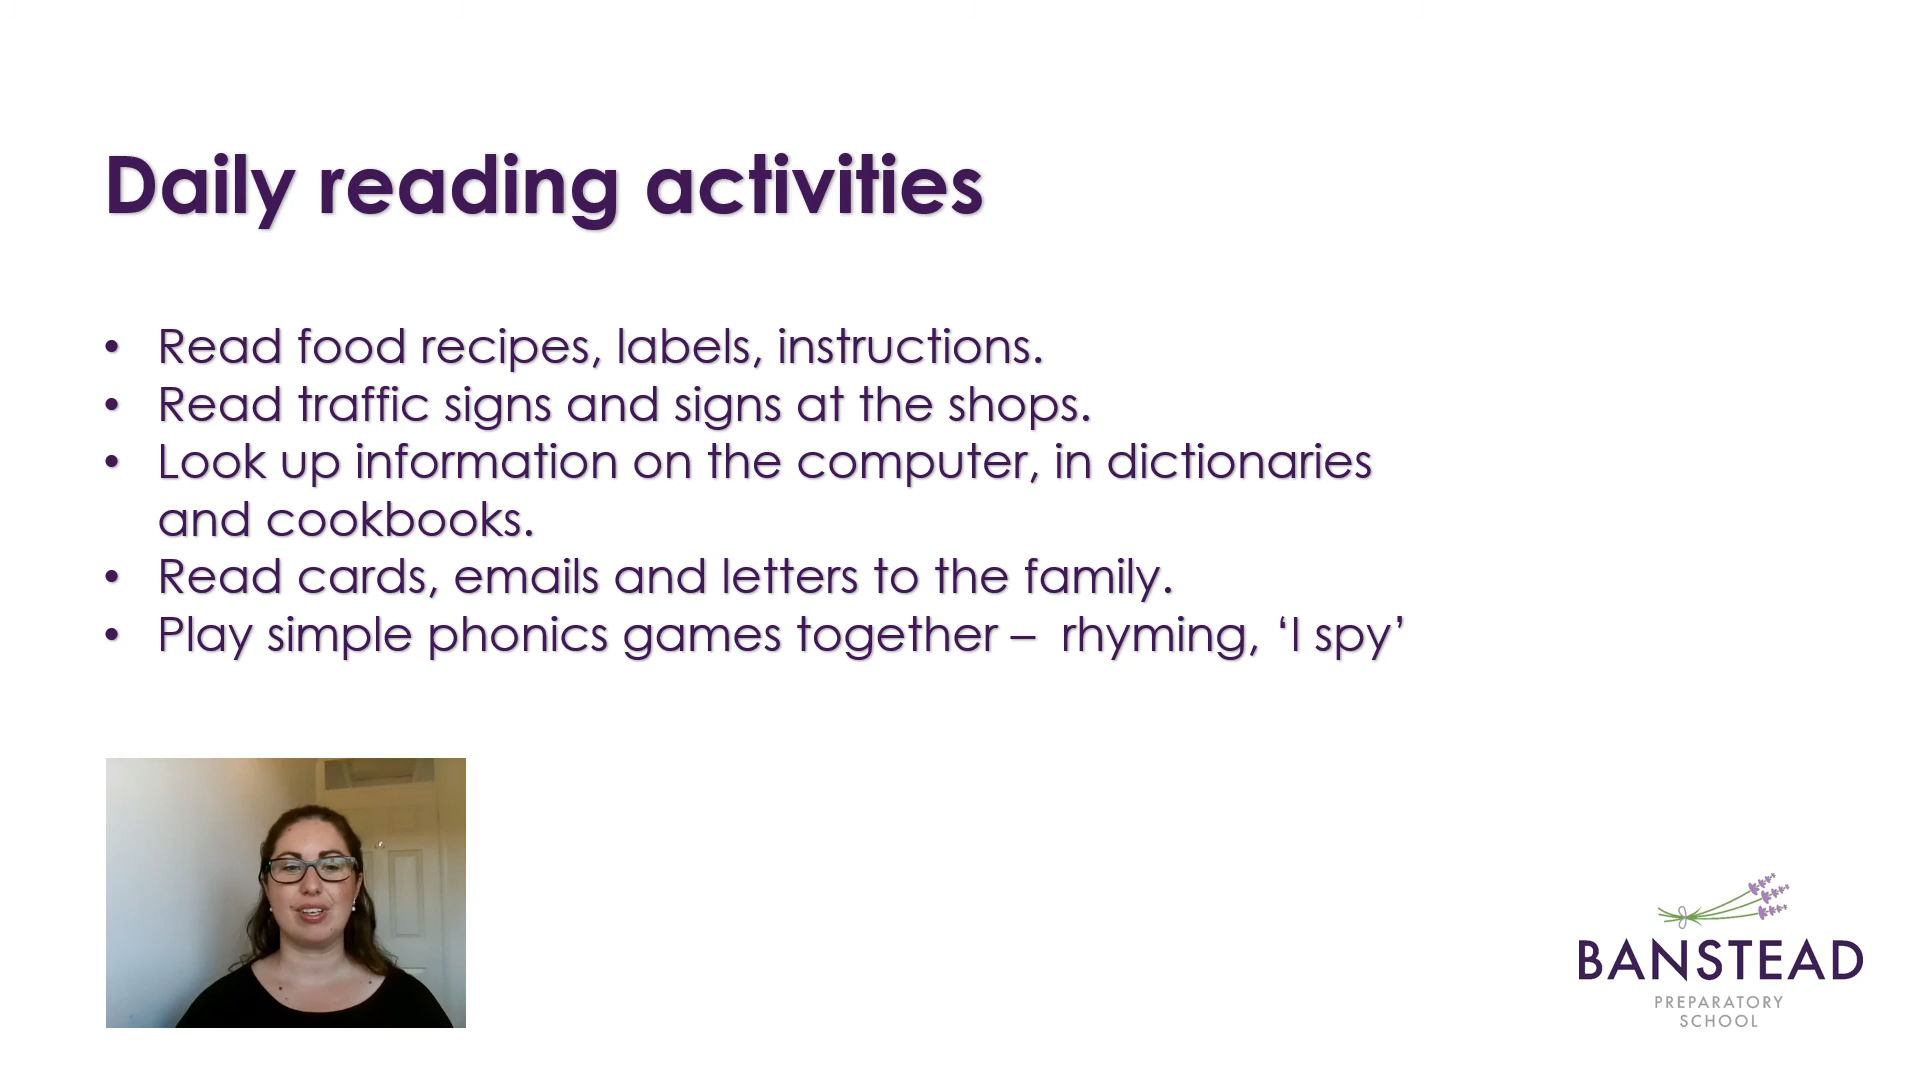 Daily reading activities
• Read food recipes, labels, instructions.
• Read traffic signs and signs at the shops.
• Look up information on the computer, in dictionaries
and cookbooks.
• Read cards, emails and letters to the family.
• Play simple phonics games together –  rhyming, ‘I spy’
BANSTEAD
PREPARATORY
SCHOOL